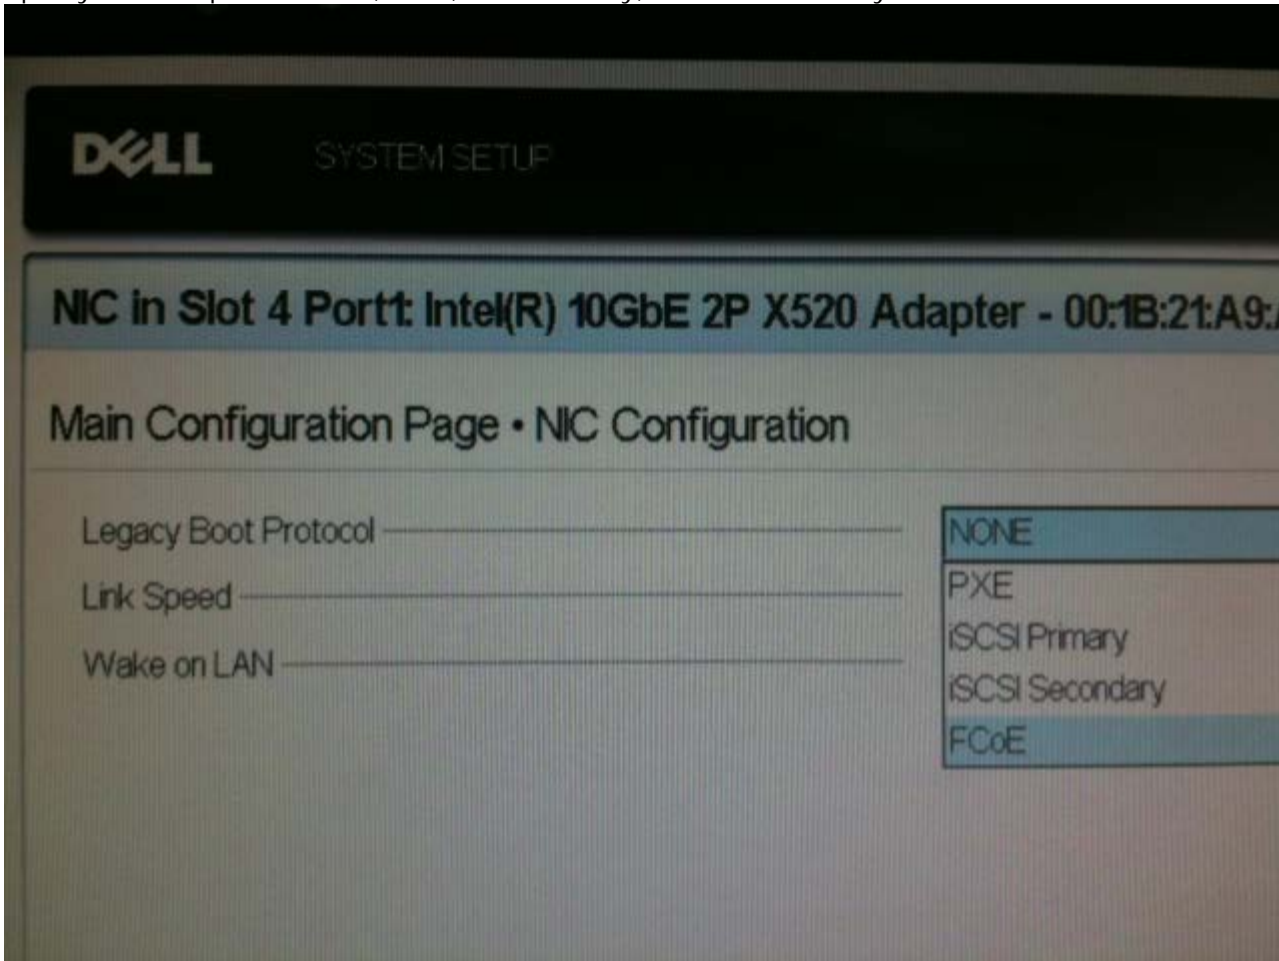 DELL
SYSTEM SETUP
NIC in Slot 4 Port1: Intel(R) 10GbE 2P X520 Adapter - 00:1B:21:A9:
Main Configuration Page • NIC Configuration
Legacy Boot Protocol
NONE
Link Speed
PXE
iSCSI Primary
Wake on LAN
iSCSI Secondary
FCoE